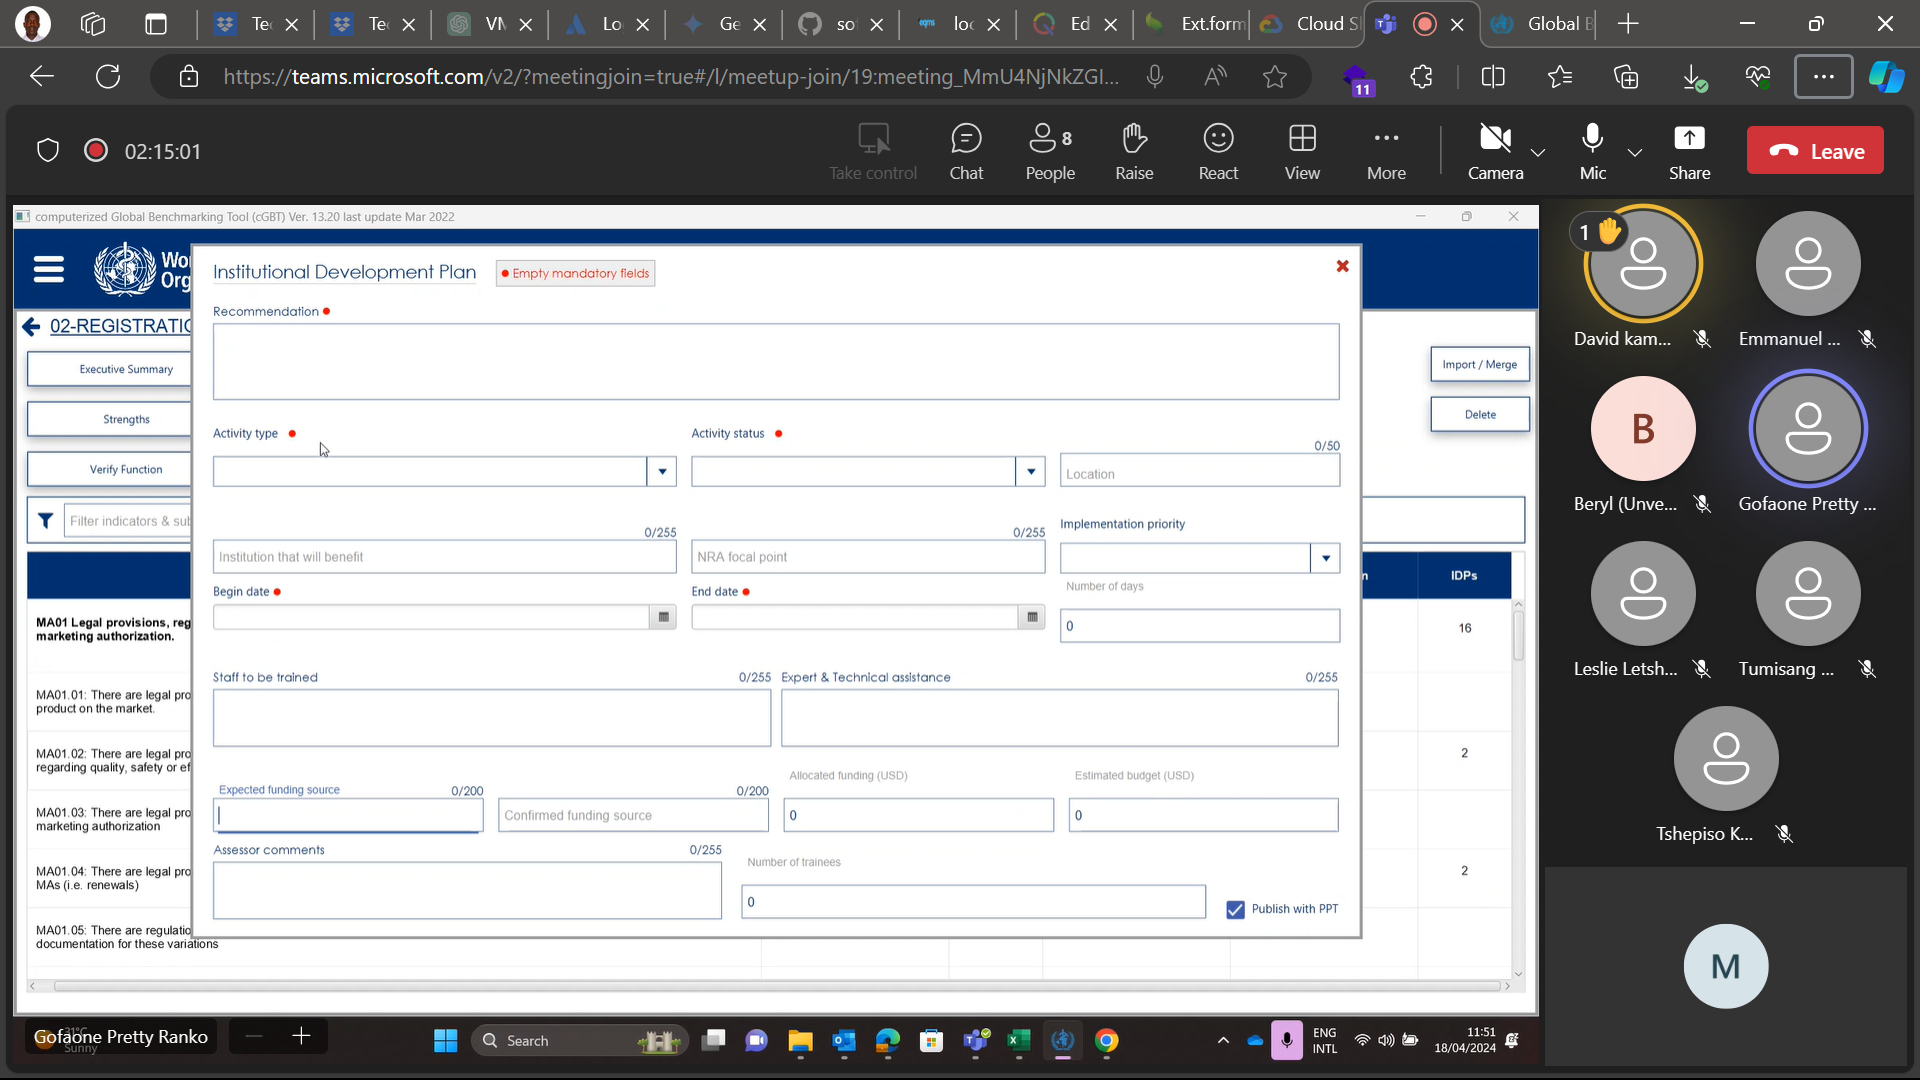 Te
Te
VM
Lo
Ge
so
loc
Ed
Ext.form
Cloud S
Global B
https://teams.microsoft.com/v2/?meetingjoin=true#/l/meetup-join/19:meeting_MmU4NjNkZGI...
11
02:15:01
Take control
Chat
8
People
Raise
React
View
More
Camera
Mic
Share
Leave
computerized Global Benchmarking Tool (cGBT) Ver. 13.20 last update Mar 2022
Institutional Development Plan
Empty mandatory fields
Recommendation
Activity type
Activity status
0/50
Location
0/255
Institution that will benefit
0/255
NRA focal point
Implementation priority
Begin date
End date
Number of days
0
Staff to be trained
0/255
Expert & Technical assistance
0/255
Expected funding source
0/200
Confirmed funding source
0/200
Allocated funding (USD)
0
Estimated budget (USD)
0
Assessor comments
0/255
Number of trainees
0
Publish with PPT
Wo
Org
02-REGISTRATIO
Executive Summary
Strengths
Verify Function
Filter indicators & sub
Import / Merge
Delete
n
IDPs
MA01 Legal provisions, reg
marketing authorization.
16
MA01.01: There are legal pro
product on the market.
MA01.02: There are legal pro
regarding quality, safety or ef
2
MA01.03: There are legal pro
marketing authorization
MA01.04: There are legal pro
MAs (i.e. renewals)
2
MA01.05: There are regulatio
documentation for these variations
1
David kam...
Emmanuel ...
B
Beryl (Unve...
Gofaone Pretty ...
Leslie Letsh...
Tumisang ...
Tshepiso K...
M
Gofaone Pretty Ranko
31°C
Sunny
Search
ENG
INTL
11:51
18/04/2024